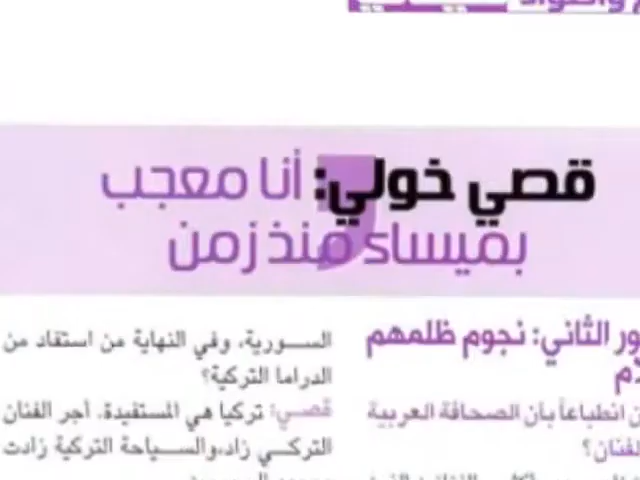 قصي خولي: أنا معجب
بميساء منذ زمن
ور الثاني: نجوم ظلمهم
ن انطباعاً بأن الصحافة العربية
لفنان؟
السورية، وفي النهاية من استفاد من
الدراما التركية؟
قصي: تركيا هي المستفيدة. أجر الفنان
التركي زاد، والسياحة التركية زادت